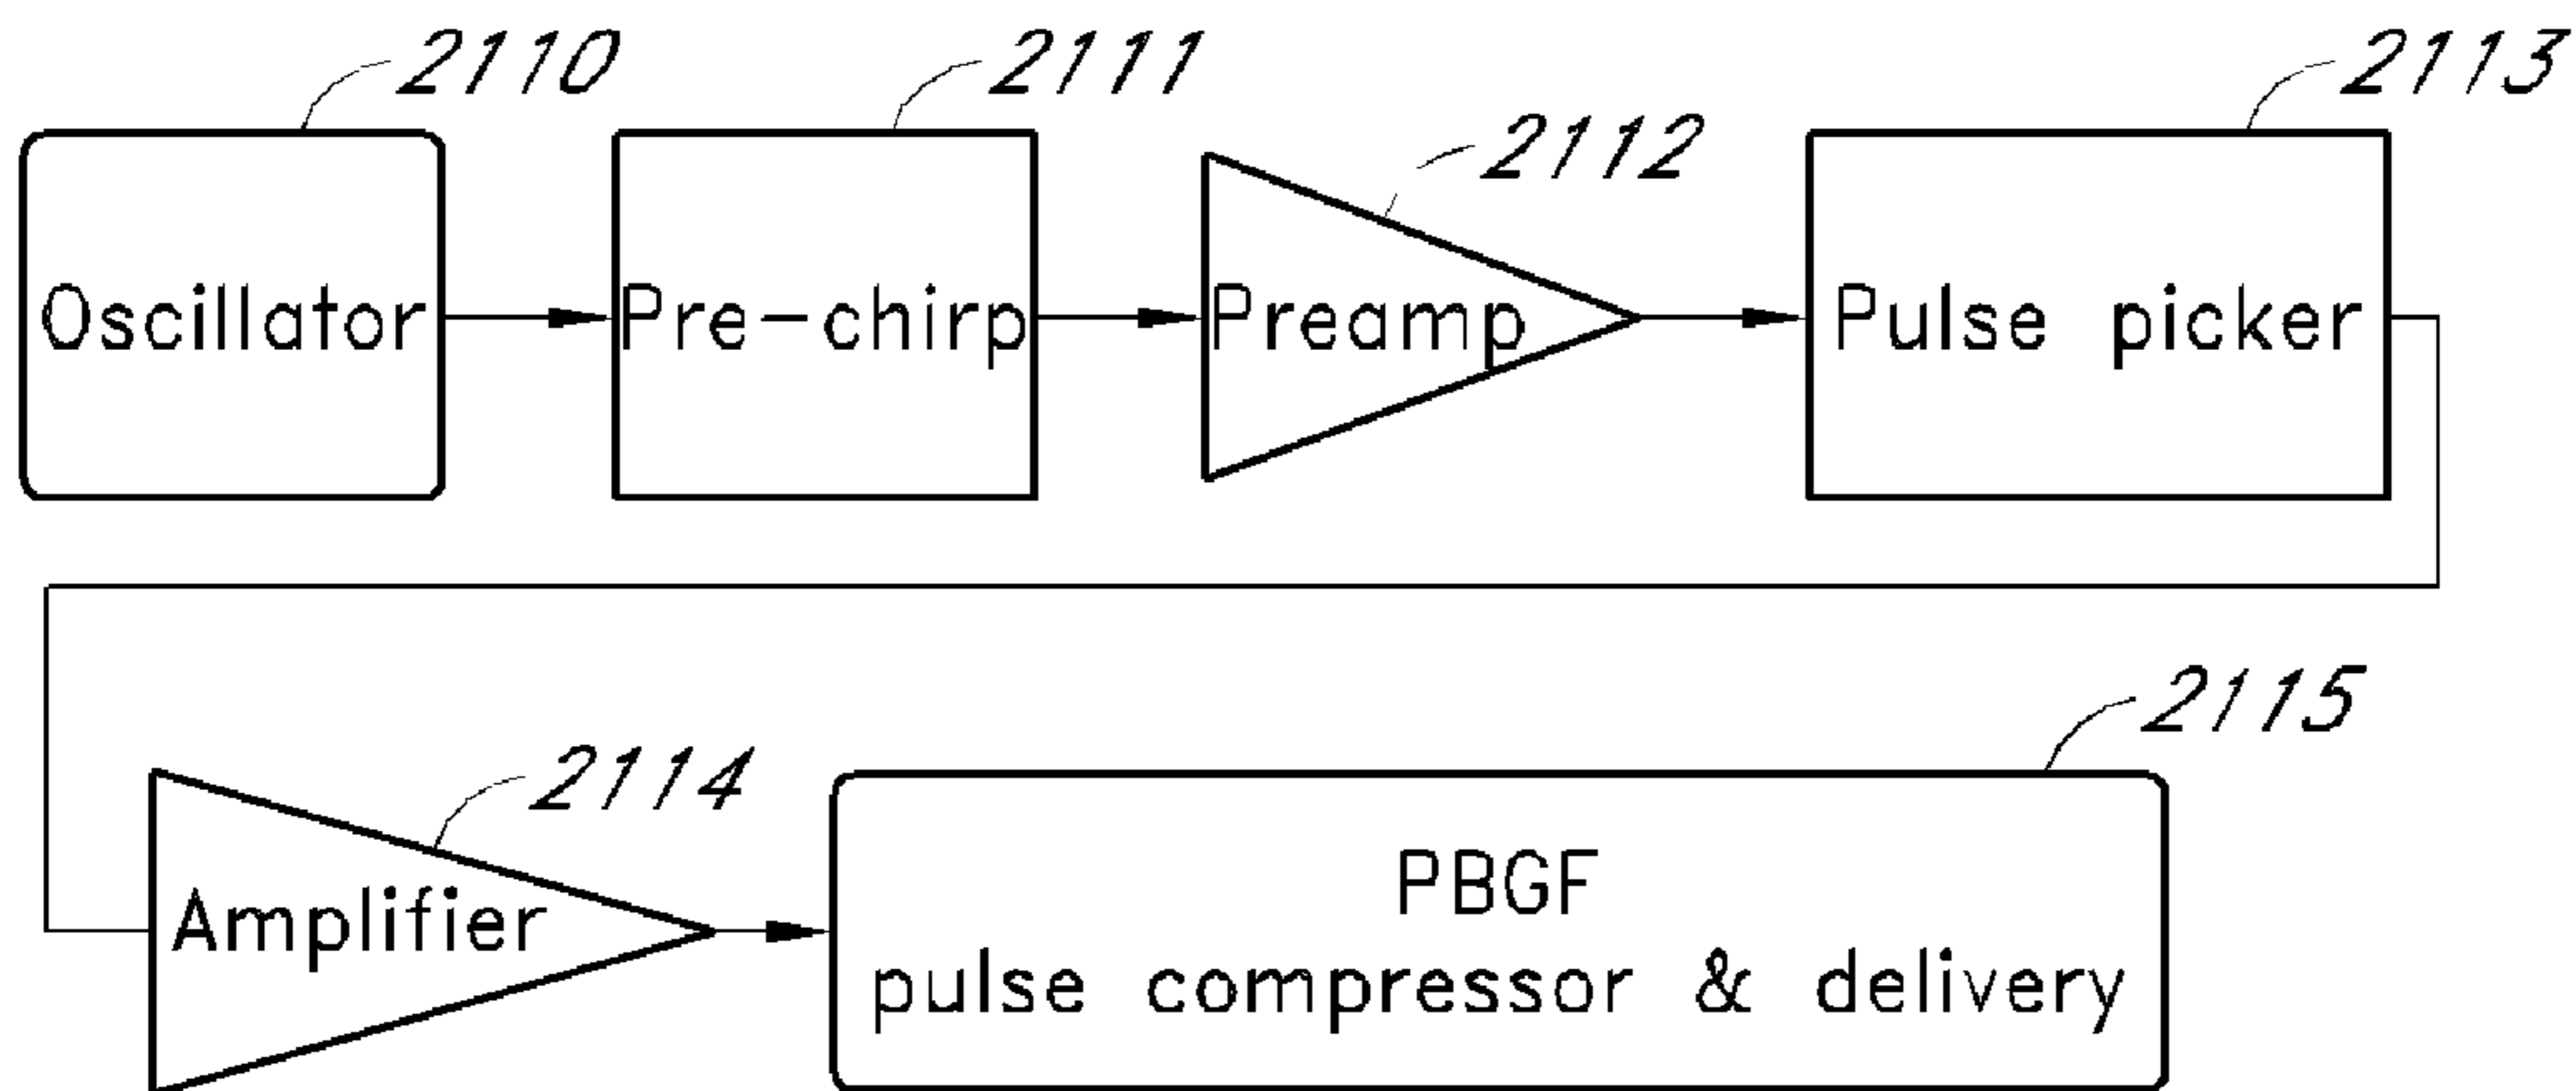 2110
2111
2112
2113
Oscillator
Pre-chirp
Preamp
Pulse picker
2114
2115
Amplifier
PBGF
pulse compressor & delivery